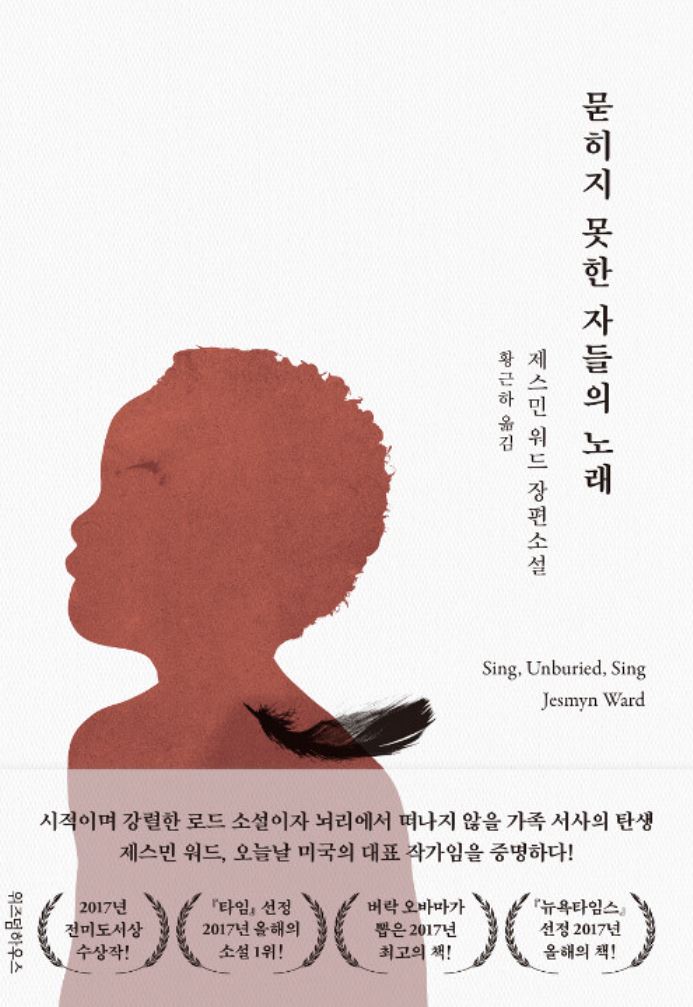 묻히지 못한 자들의 노래
제스민 워드 장편소설
황근하 옮김
Sing, Unburied, Sing
Jesmyn Ward
시적이며 강렬한 로드 소설이자 뇌리에서 떠나지 않을 가족 서사의 탄생
제스민 워드, 오늘날 미국의 대표 작가임을 증명하다!
2017년
전미도서상
수상작!
『타임』 선정
2017년 올해의
소설 1위!
버락 오바마가
뽑은 2017년
최고의 책!
『뉴욕타임스』
선정 2017년
올해의 책!
위즈덤하우스